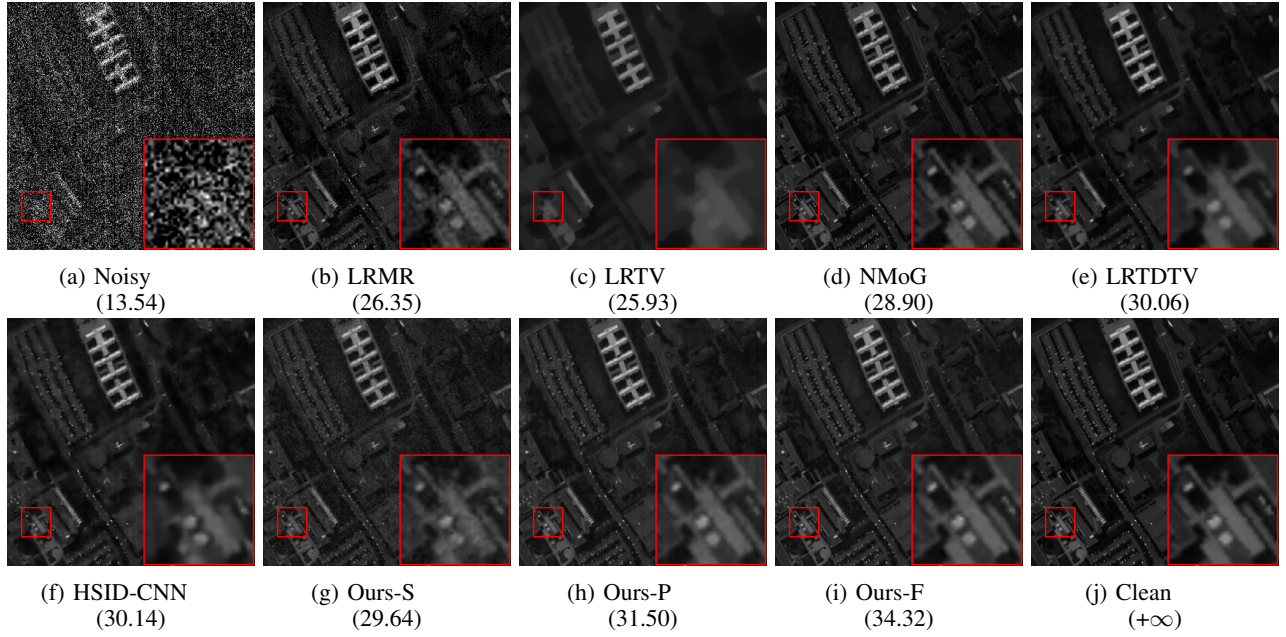 (a) Noisy
(13.54)
(b) LRMR
(26.35)
(c) LRTV
(25.93)
(d) NMoG
(28.90)
(e) LRTDTV
(30.06)
(f) HSID-CNN
(30.14)
(g) Ours-S
(29.64)
(h) Ours-P
(31.50)
(i) Ours-F
(34.32)
(j) Clean
(+∞)